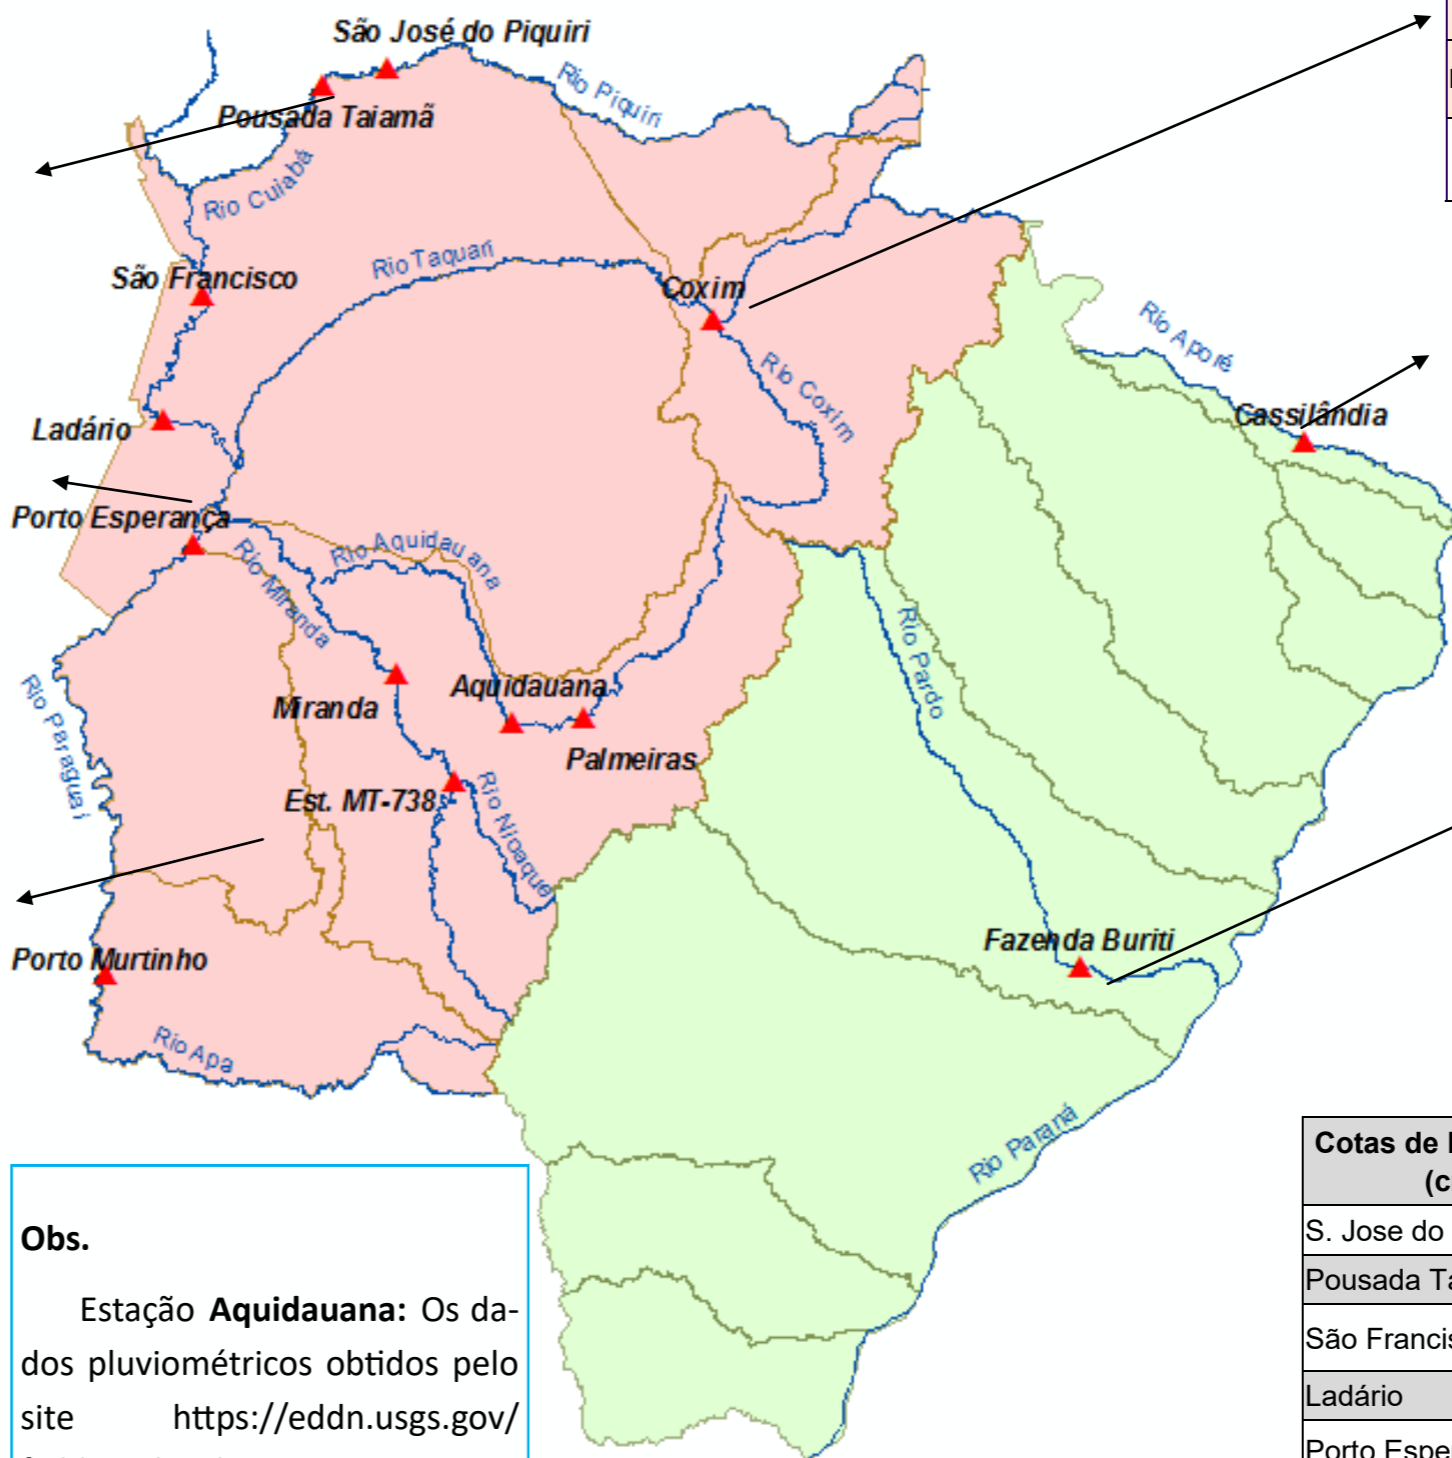 São José do Piquiri
Rio Piquiri
Pousada Taiamã
Rio Cuiabá
Rio Taquari
São Francisco
Coxim
Rio Aporé
Rio Coxim
Cassilândia
Ladário
Porto Esperança
Rio Aquidauana
Rio Miranda
Rio Pardo
Rio Paraguai
Aquidauana
Miranda
Palmeiras
Est. MT-738
Rio Nioaque
Fazenda Buriti
Porto Murtinho
Rio Apa
Rio Paraná
Obs.
Estação Aquidauana: Os da-
dos pluviométricos obtidos pelo
site https://eddn.usgs.gov/
Cotas de
(c
S. Jose do
Pousada Ta
São Francis
Ladário
Porto Esper